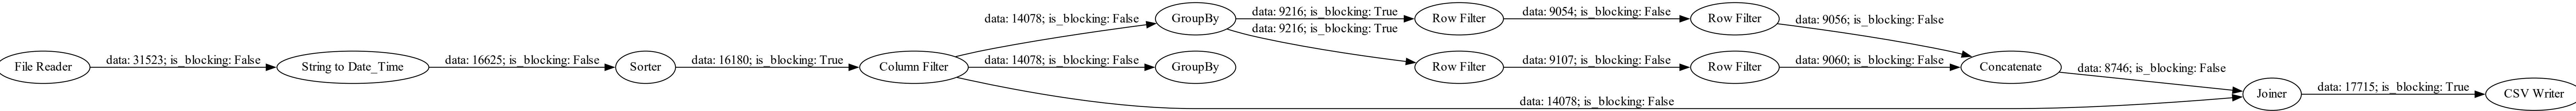 File Reader
data: 31523; is_blocking: False
String to Date_Time
data: 16625; is_blocking: False
Sorter
data: 16180; is_blocking: True
Column Filter
data: 14078; is_blocking: False
GroupBy
data: 9216; is_blocking: True
Row Filter
data: 9054; is_blocking: False
Row Filter
data: 9056; is_blocking: False
data: 9216; is_blocking: True
data: 14078; is_blocking: False
GroupBy
Row Filter
data: 9107; is_blocking: False
Row Filter
data: 9060; is_blocking: False
Concatenate
data: 8746; is_blocking: False
data: 14078; is_blocking: False
Joiner
data: 17715; is_blocking: True
CSV Writer